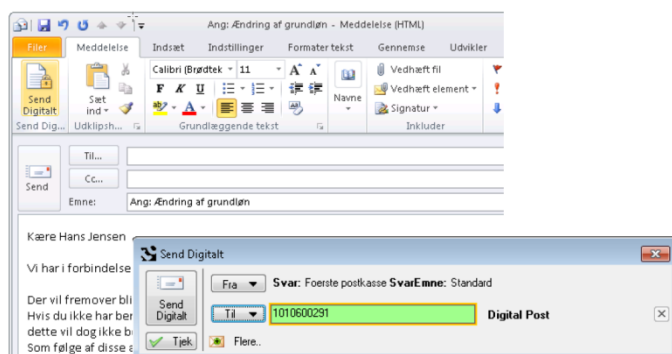 Ang: Ændring af grundløn - Meddelelse (HTML)
Filer Meddelelse Indsæt Indstillinger Formater tekst Gennemse Udvikler
Send Digitalt
Sæt ind
Calibri (Brødtek 11 A A
F K U
Navne
Vedhæft fil
Vedhæft element
Signatur
Send Dig... Udklipsh... Grundlæggende tekst Inkluder
Send
Til...
Cc...
Emne: Ang: Ændring af grundløn
Kære Hans Jensen
Vi har i forbindelse
Der vil fremover bli
Hvis du ikke har ber
dette vil dog ikke b
Som følge af disse a
Send Digitalt
Send Digitalt
Fra Svar: Foerste postkasse SvarEmne: Standard
Til 1010600291 Digital Post
Tjek Flere..